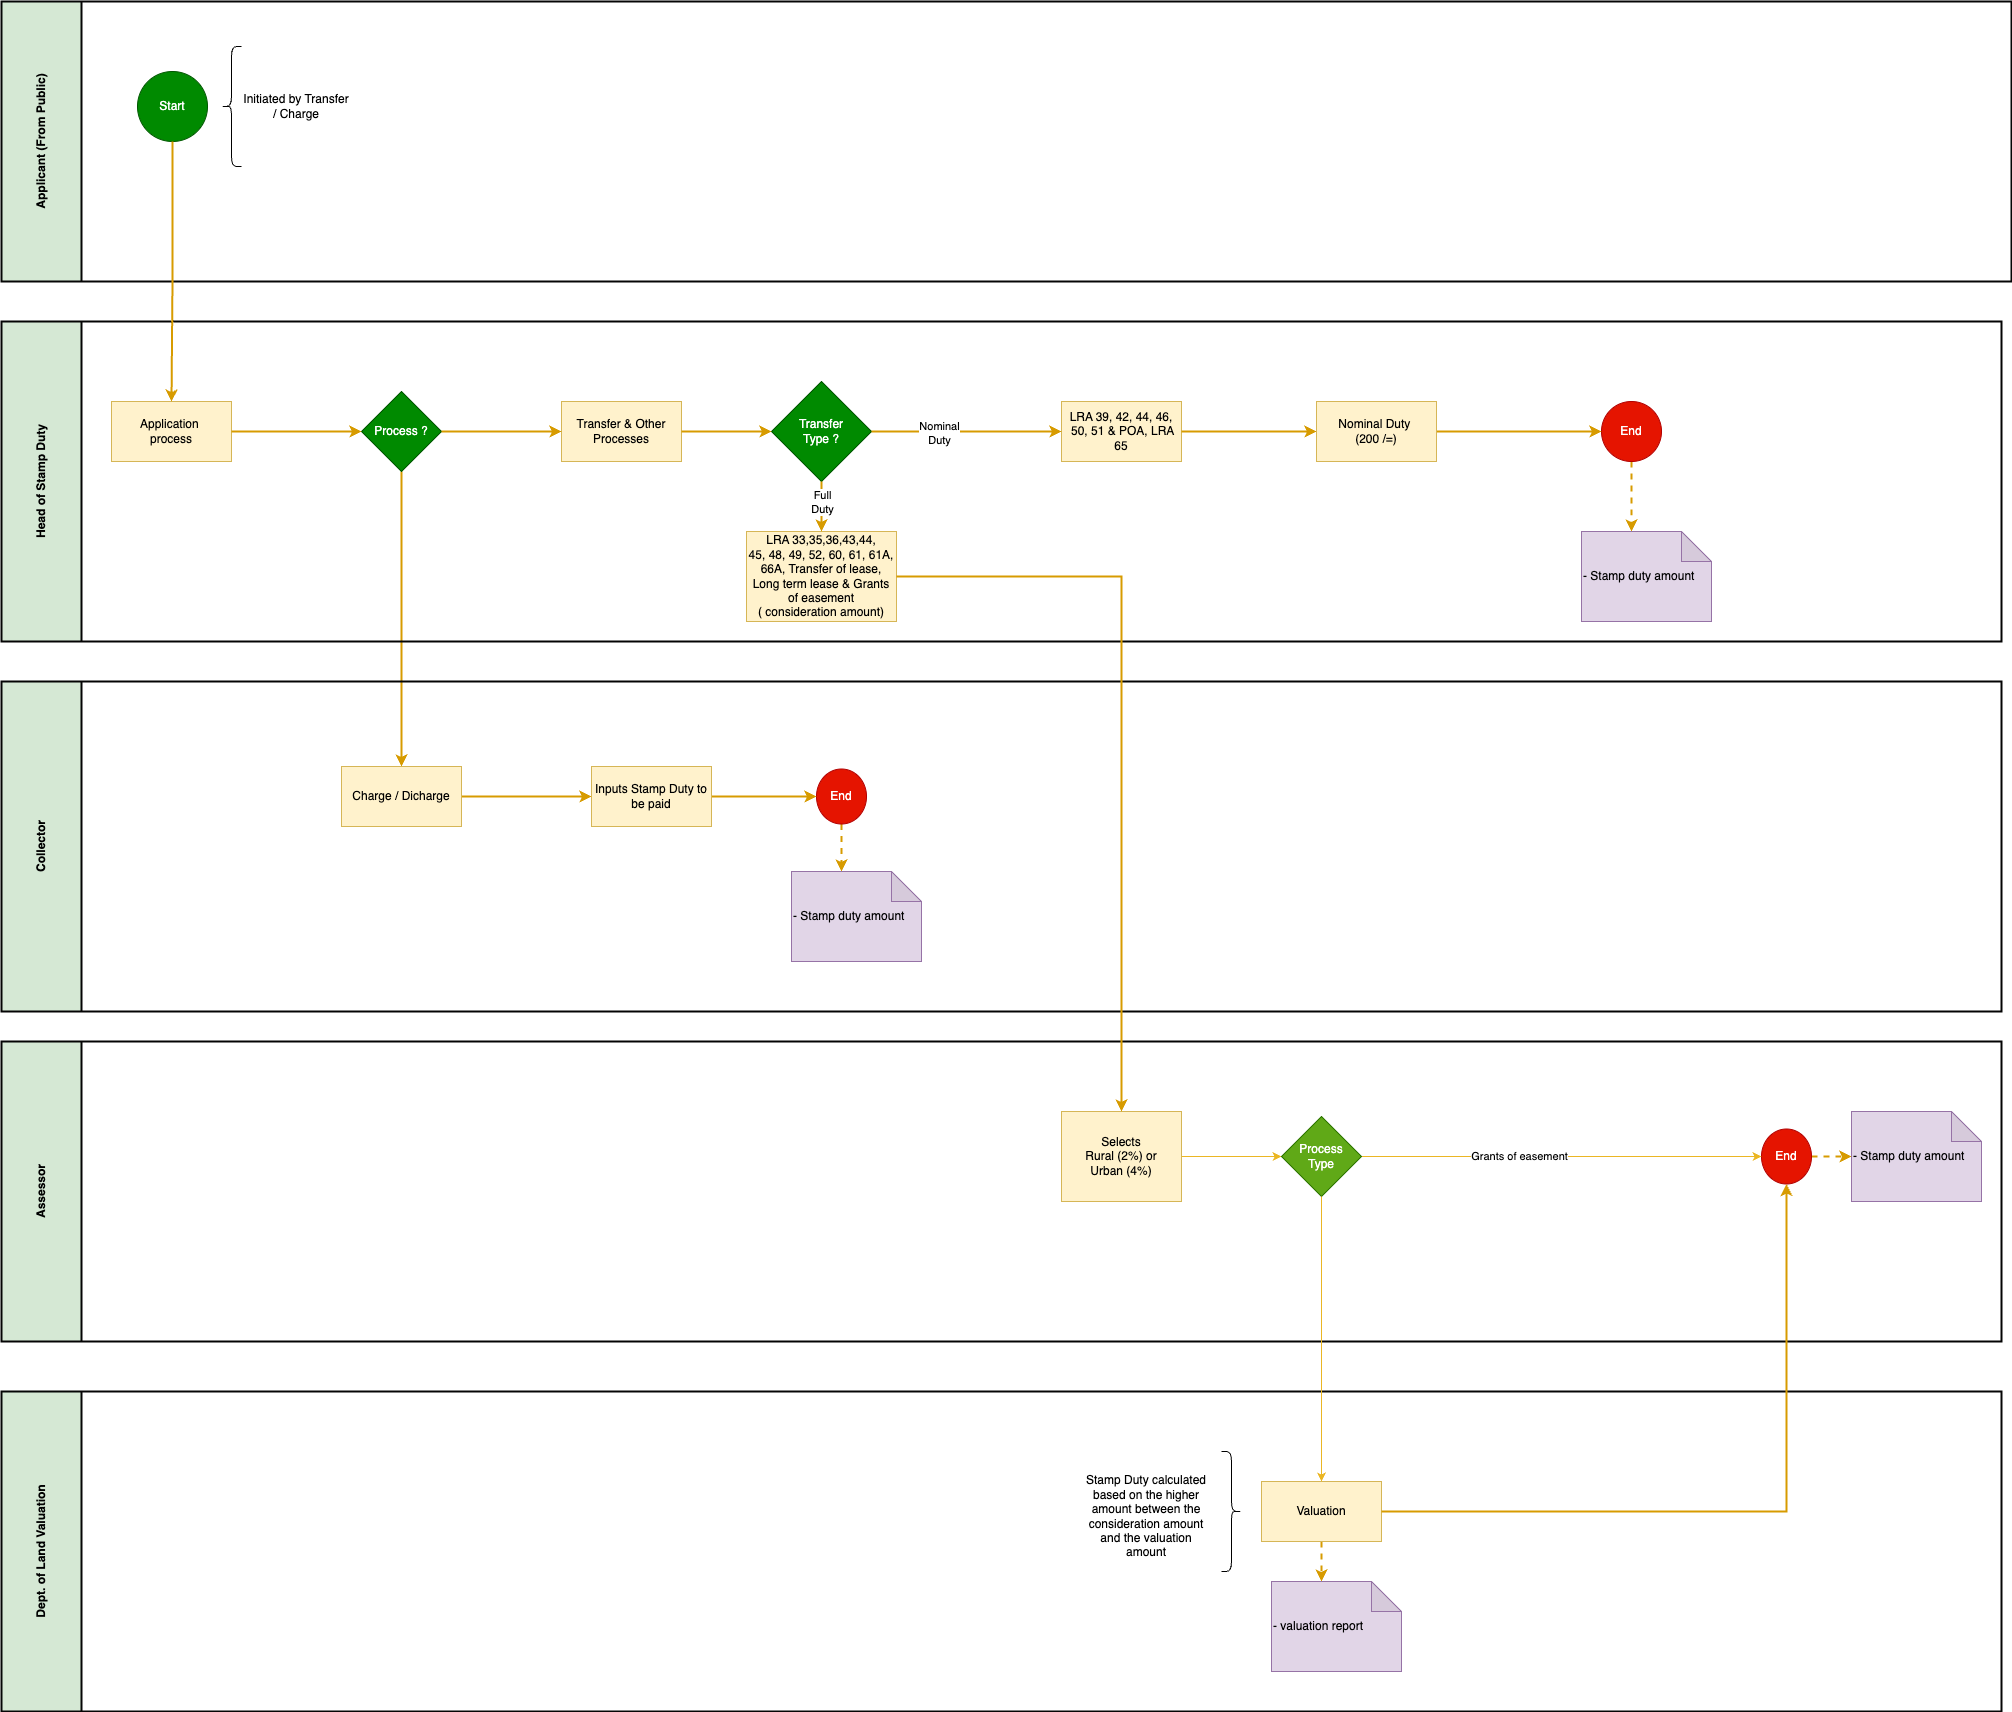 Applicant (From Public)
Start
Initiated by Transfer
/ Charge
Head of Stamp Duty
Application
process
Process ?
Transfer & Other
Processes
Transfer
Type ?
Nominal
Duty
LRA 39, 42, 44, 46,
50, 51 & POA, LRA
65
Nominal Duty
(200 /=)
End
Full
Duty
LRA 33,35,36,43,44,
45, 48, 49, 52, 60, 61, 61A,
66A, Transfer of lease,
Long term lease & Grants
of easement
( consideration amount)
- Stamp duty amount
Collector
Charge / Dicharge
Inputs Stamp Duty to
be paid
End
- Stamp duty amount
Assessor
Selects
Rural (2%) or
Urban (4%)
Process
Type
Grants of easement
End
- Stamp duty amount
Dept. of Land Valuation
Stamp Duty calculated
based on the higher
amount between the
consideration amount
and the valuation
amount
Valuation
- valuation report